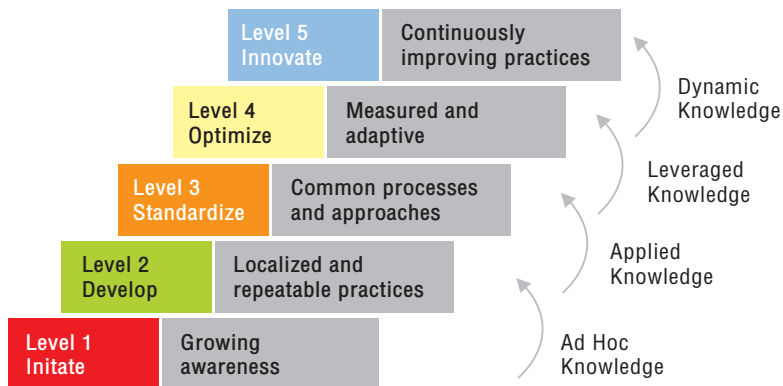 Level 5
Innovate
Continuously
improving practices
Dynamic
Knowledge
Level 4
Optimize
Measured and
adaptive
Leveraged
Knowledge
Level 3
Standardize
Common processes
and approaches
Applied
Knowledge
Level 2
Develop
Localized and
repeatable practices
Ad Hoc
Knowledge
Level 1
Initate
Growing
awareness